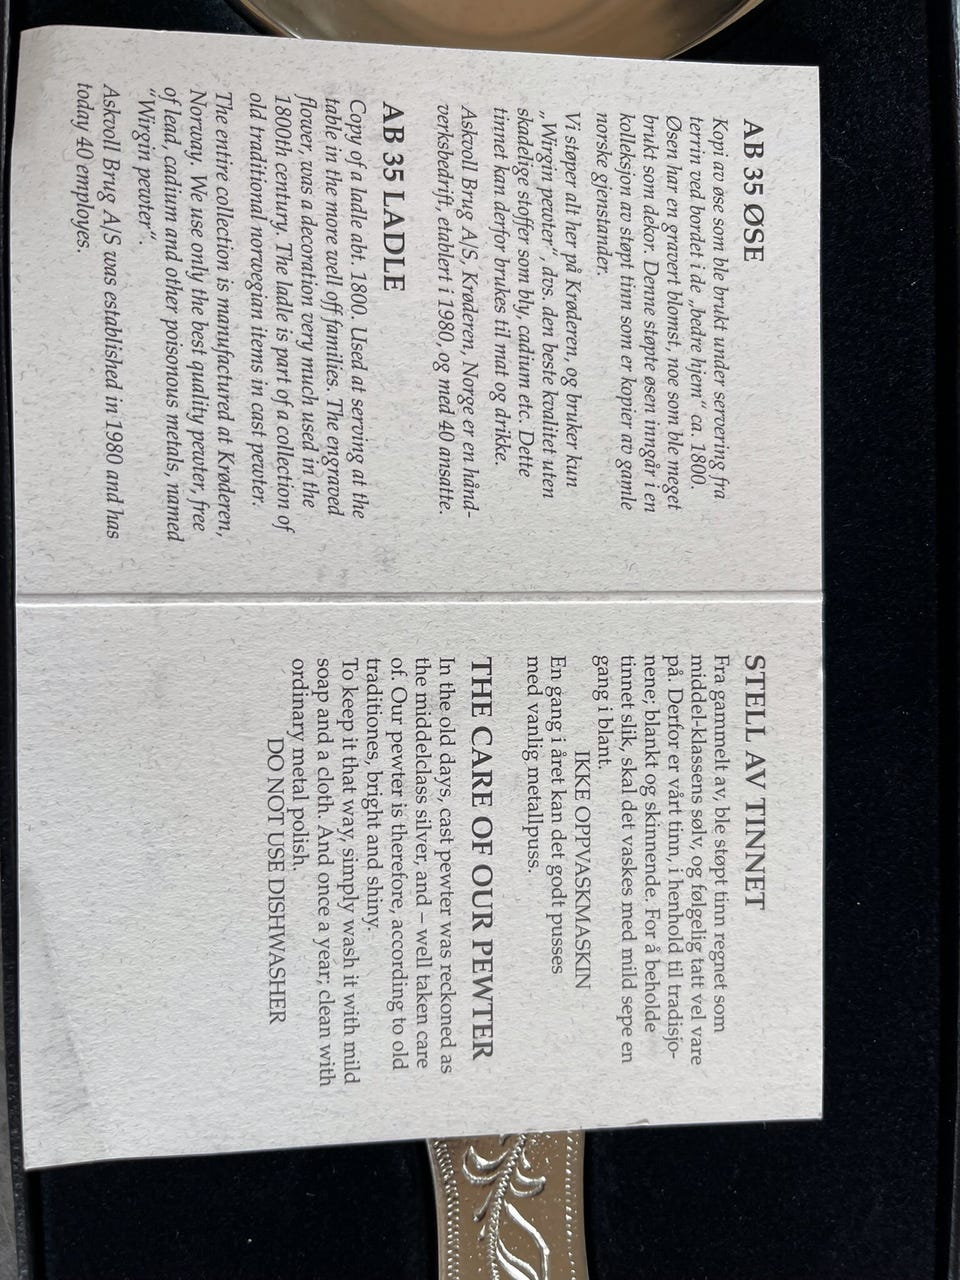 AB 35 ØSE
Kopi av øse som ble brukt under servering fra
terrin ved bordet i de „bedre hjem“ ca. 1800.
Øsen har en gravert blomst, noe som ble meget
brukt som dekor. Denne støpte øsen inngår i en
kolleksjon av støpt tinn som er kopier av gamle
norske gjenstander.
Vi støper alt her på Krøderen, og bruker kun
„Wirgin pewter“, dvs. den beste kvalitet uten
skadelige stoffer som bly, cadium etc. Dette
tinnet kan derfor brukes til mat og drikke.
Askvoll Brug A/S, Krøderen, Norge er en hånd-
verksbedrift, etablert i 1980, og med 40 ansatte.
AB 35 LADLE
Copy of a ladle abt. 1800. Used at serving at the
table in the more well off families. The engraved
flower, was a decoration very much used in the
1800th century. The ladle is part of a collection of
old traditional norwegian items in cast pewter.
The entire collection is manufactured at Krøderen,
Norway. We use only the best quality pewter, free
of lead, cadium and other poisonous metals, named
“Wirgin pewter“.
Askvoll Brug A/S was established in 1980 and has
today 40 employes.
STELL AV TINNET
Fra gammelt av, ble støpt tinn regnet som
middel-klassens sølv, og følgelig tatt vel vare
på. Derfor er vårt tinn, i henhold til tradisjo-
nene, blankt og skinnende. For å beholde
tinnet slik, skal det vaskes med mild sepe en
gang i blant.
IKKE OPPVASKMASKIN
En gang i året kan det godt pusses
med vanlig metallpuss.
THE CARE OF OUR PEWTER
In the old days, cast pewter was reckoned as
the middelclass silver, and – well taken care
of. Our pewter is therefore, according to old
traditiones, bright and shiny.
To keep it that way, simply wash it with mild
soap and a cloth. And once a year; clean with
ordinary metal polish.
DO NOT USE DISHWASHER